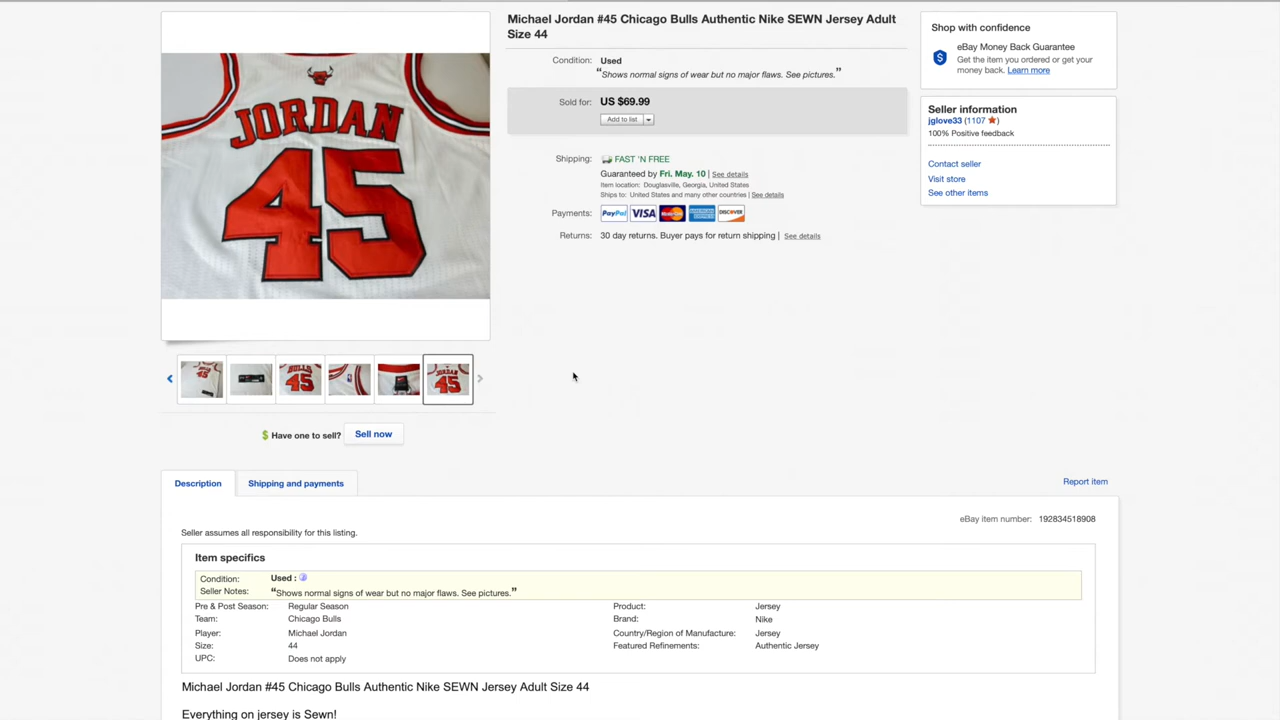 Michael Jordan #45 Chicago Bulls Authentic Nike SEWN Jersey Adult
Size 44
Condition: Used
“Shows normal signs of wear but no major flaws. See pictures.”
Sold for: US $69.99
Add to list
Shipping: FAST 'N FREE
Guaranteed by Fri. May. 10 | See details
Item location: Douglasville, Georgia, United States
Ships to: United States and many other countries | See details
Payments: PayPal VISA MasterCard DISCOVER
Returns: 30 day returns. Buyer pays for return shipping | See details
Shop with confidence
eBay Money Back Guarantee
Get the item you ordered or get your
money back. Learn more
Seller information
jglove33 (1107)
100% Positive feedback
Contact seller
Visit store
See other items
JORDAN
45
BULLS
45
BULLS
45
JORDAN
45
Have one to sell? Sell now
Description
Shipping and payments
Report item
eBay item number: 192834518908
Seller assumes all responsibility for this listing.
Item specifics
Condition: Used :
Seller Notes: “Shows normal signs of wear but no major flaws. See pictures.”
Pre & Post Season: Regular Season Product: Jersey
Team: Chicago Bulls Brand: Nike
Player: Michael Jordan Country/Region of Manufacture: Jersey
Size: 44 Featured Refinements: Authentic Jersey
UPC: Does not apply
Michael Jordan #45 Chicago Bulls Authentic Nike SEWN Jersey Adult Size 44
Everything on jersey is Sewn!